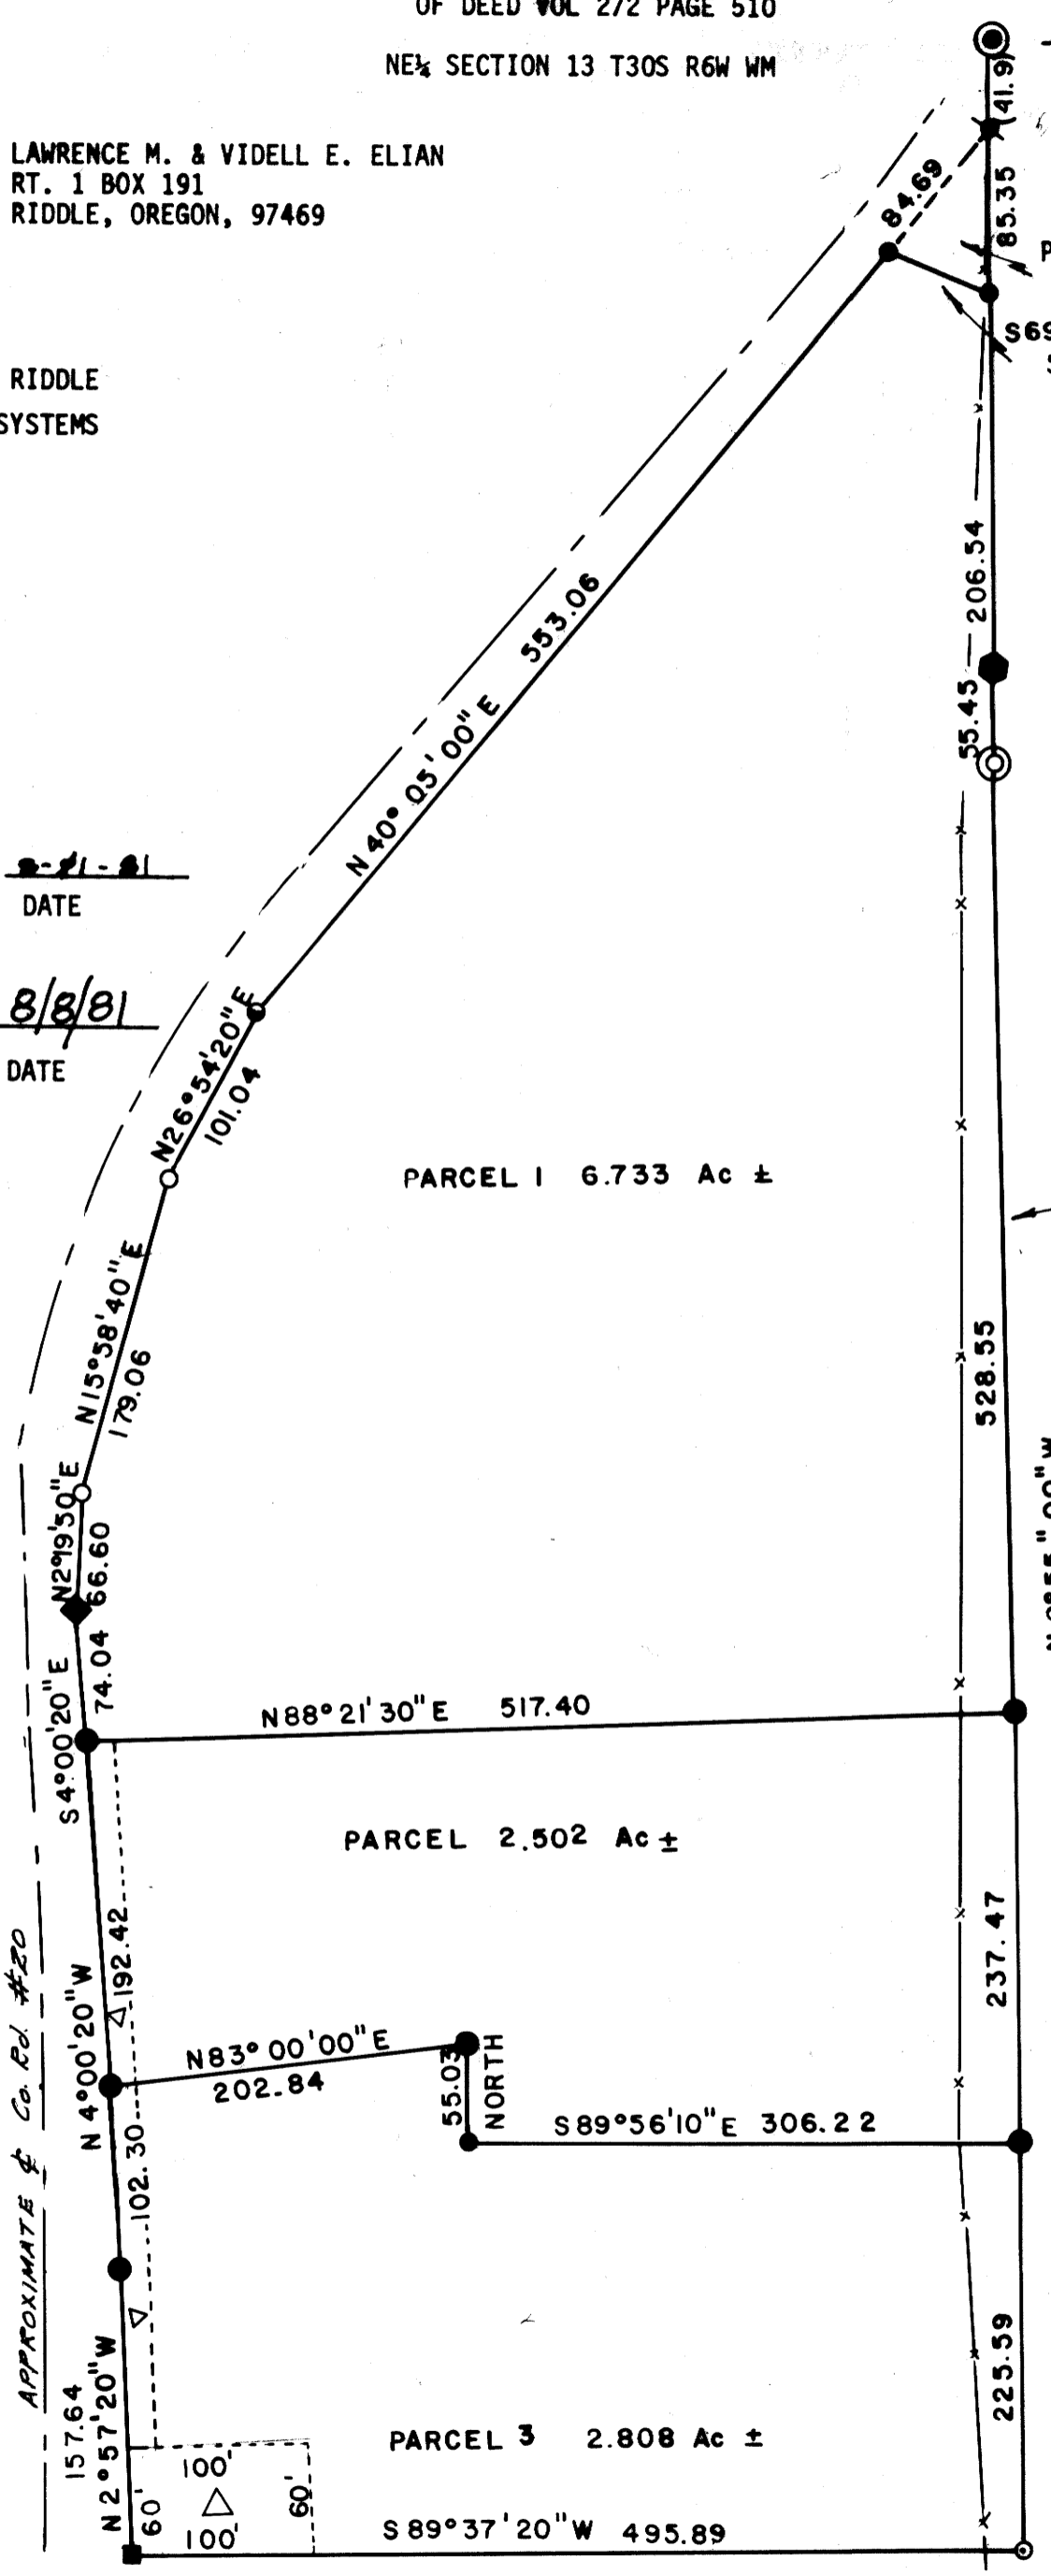 OF DEED VOL 272 PAGE 510
NE¼ SECTION 13 T30S R6W WM
LAWRENCE M. & VIDELL E. ELIAN
RT. 1 BOX 191
RIDDLE, OREGON, 97469
RIDDLE
SYSTEMS
41.9
84.69
85.35
P
S69
206.54
55.45
553.06
N 40° 05' 00" E
DATE
8/8/81
DATE
N26°54'20"E
101.04
PARCEL 1 6.733 Ac ±
N15°58'40"E
179.06
528.55
N2°19'50"E
66.60
74.04
S4°00'20"E
N88°21'30"E 517.40
PARCEL 2.502 Ac ±
192.42
237.47
N 4°00'20"W
N83°00'00"E
202.84
55.03
NORTH
S89°56'10"E 306.22
102.30
APPROXIMATE ℄ Co. Rd. #20
157.64
N2°57'20"W
225.59
PARCEL 3 2.808 Ac ±
100'
60'
60'
100'
S89°37'20"W 495.89